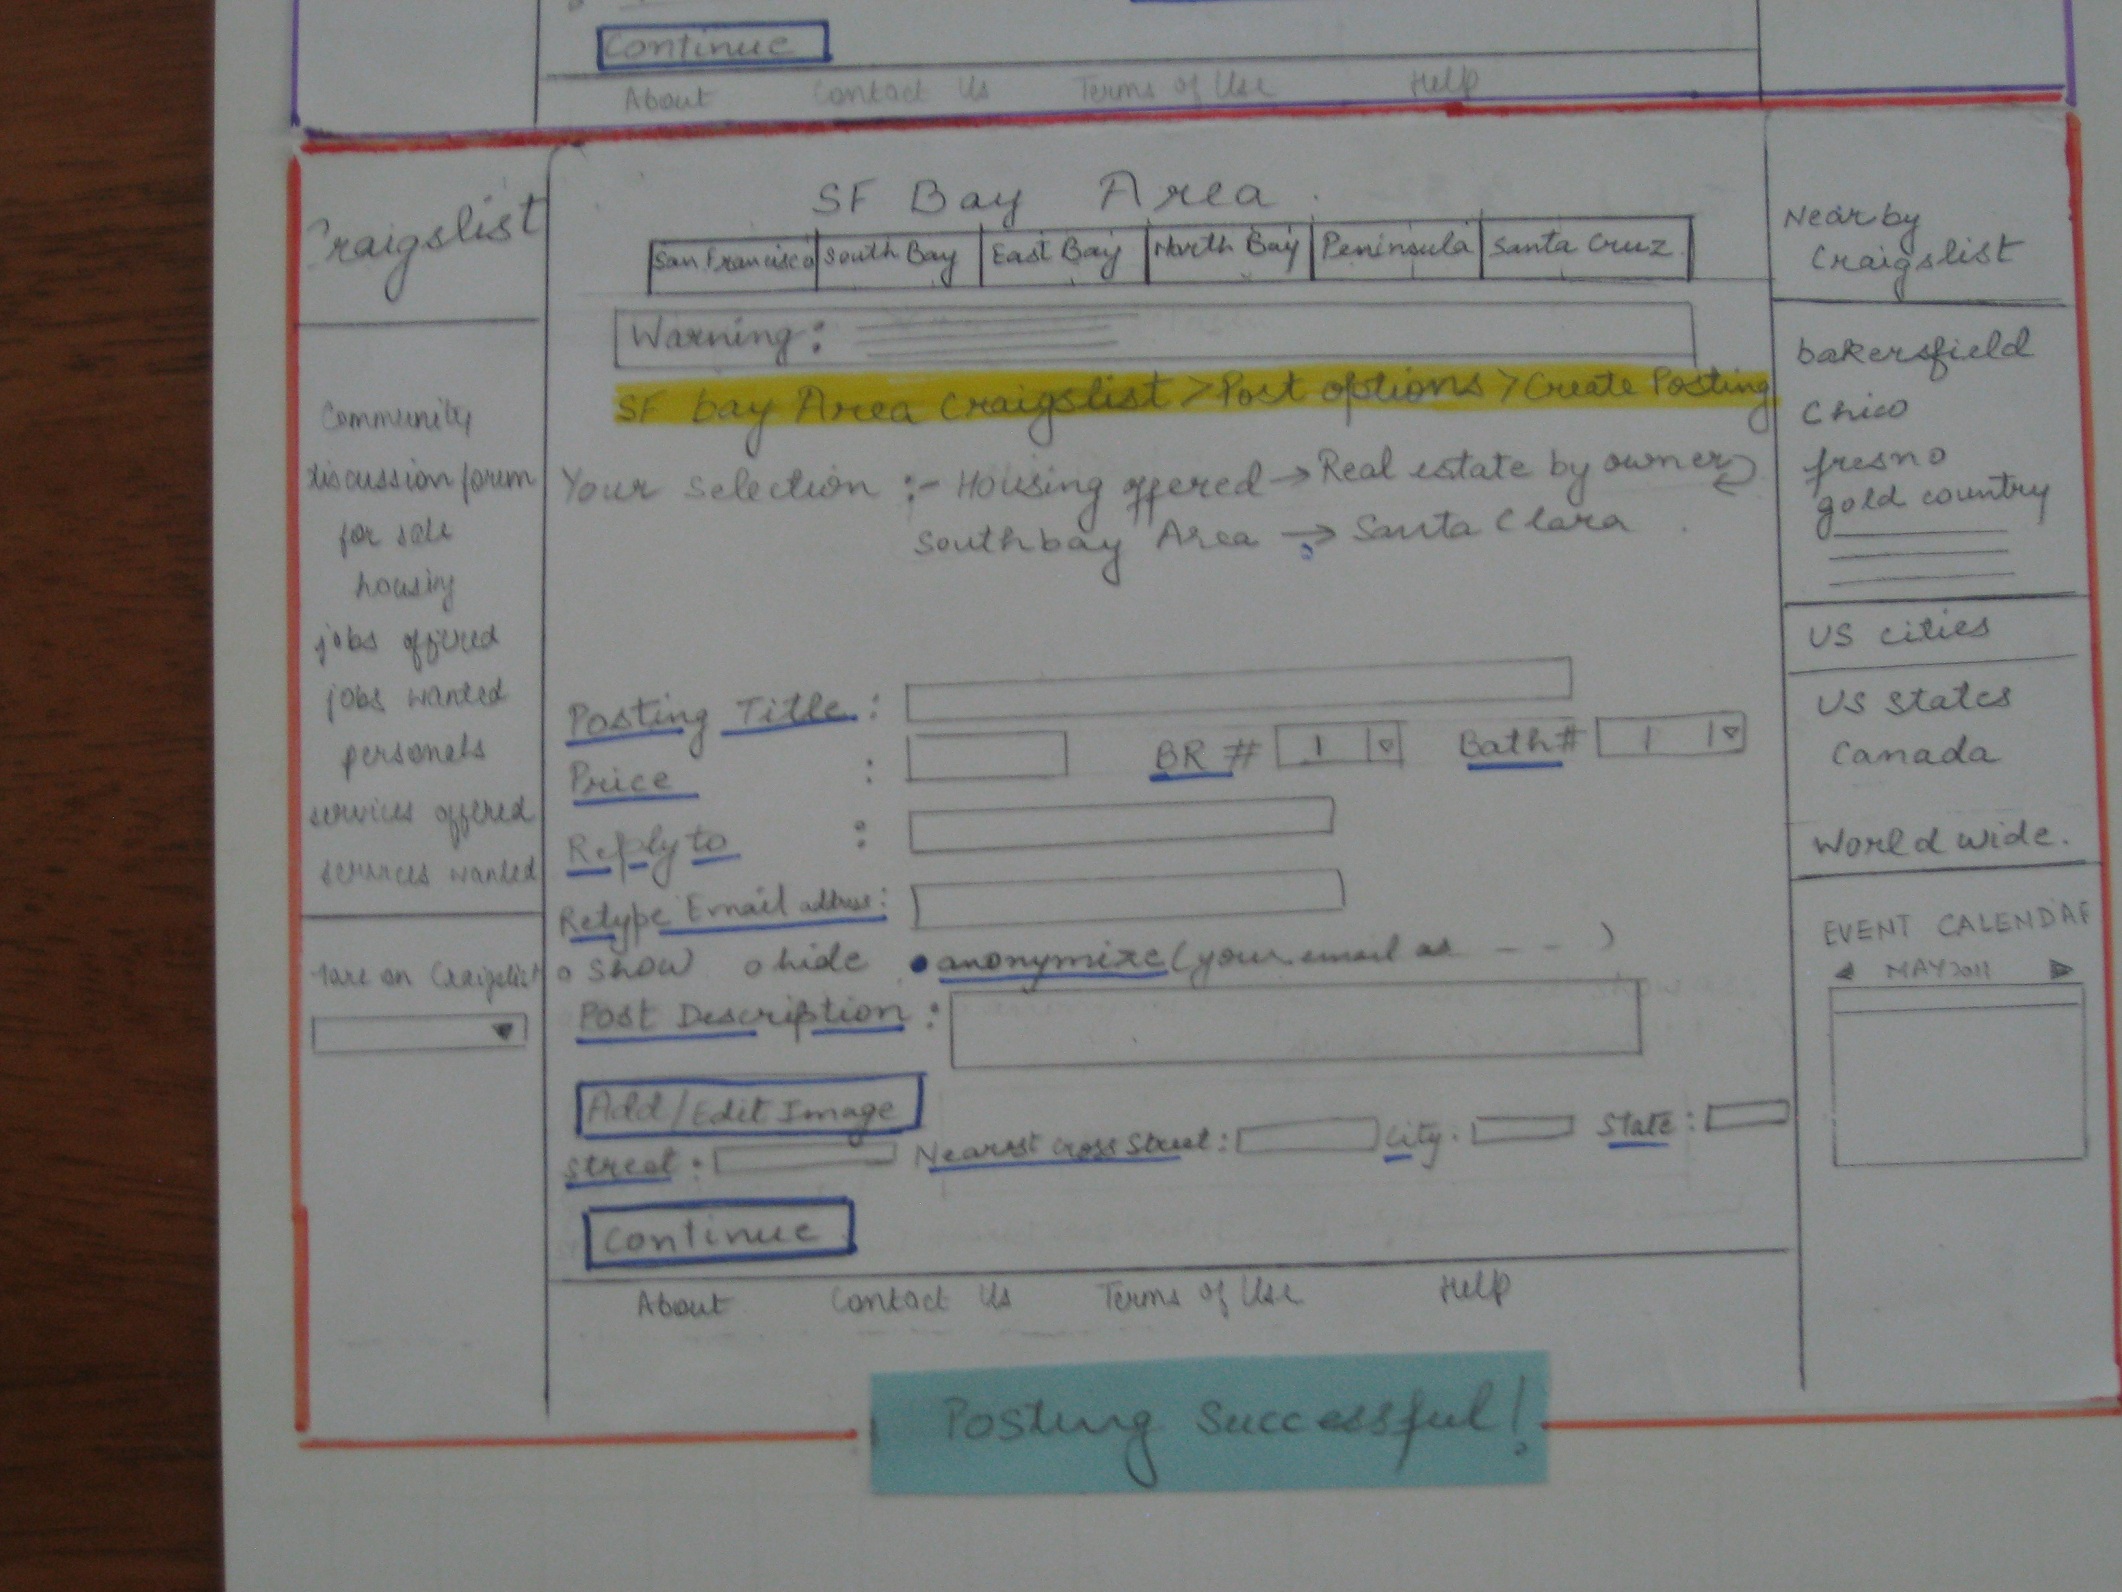 Continue
About Contact Us Terms of Use Help
Craigslist
Community
discussion forum
for sale
housing
jobs offered
jobs wanted
personals
services offered
services wanted
on Craigslist
SF Bay Area
San Francisco South Bay East Bay North Bay Peninsula Santa Cruz
Warning:
SF bay Area Craigslist > Post options > Create Posting
Your Selection :- Housing offered → Real estate by owner
Southbay Area → Santa Clara
Posting Title :
Price : BR # 1 Bath # 1
Reply to :
Retype Email address:
o Show o hide • anonymize (your email as - - )
Post Description :
Add/Edit Image
Street : Nearest Cross Street : City : State :
Continue
About Contact Us Terms of Use Help
Nearby
Craigslist
bakersfield
Chico
fresno
gold country
US cities
US States
Canada
World wide.
EVENT CALENDAR
MAY 2011
Posting Successful!